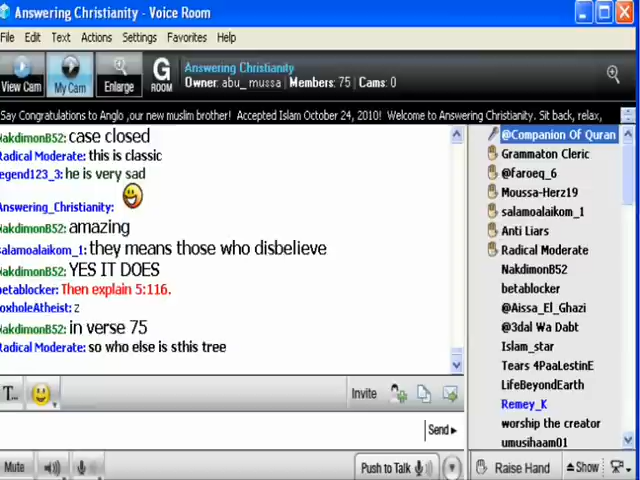 Answering Christianity - Voice Room
File Edit Text Actions Settings Favorites Help
View Cam My Cam Enlarge G ROOM
Answering Christianity
Owner: abu_ mussa | Members: 75 | Cams: 0
Say Congratulations to Anglo ,our new muslim brother! Accepted Islam October 24, 2010! Welcome to Answering Christianity. Sit back, relax,
NakdimonB52: case closed
Radical Moderate: this is classic
legend123_3: he is very sad
Answering_Christianity:
NakdimonB52: amazing
salamoalaikom_1: they means those who disbelieve
NakdimonB52: YES IT DOES
betablocker: Then explain 5:116.
oxholeAtheist: z
NakdimonB52: in verse 75
Radical Moderate: so who else is sthis tree
@Companion Of Quran
Grammaton Cleric
@faroeq_6
Moussa-Herz19
salamoalaikom_1
Anti Liars
Radical Moderate
NakdimonB52
betablocker
@Aissa_El_Ghazi
@3dal Wa Dabt
Islam_star
Tears 4PaaLestinE
LifeBeyondEarth
Remey_K
worship the creator
umusihaam01
T... Invite
Send
Mute Push to Talk Raise Hand Show